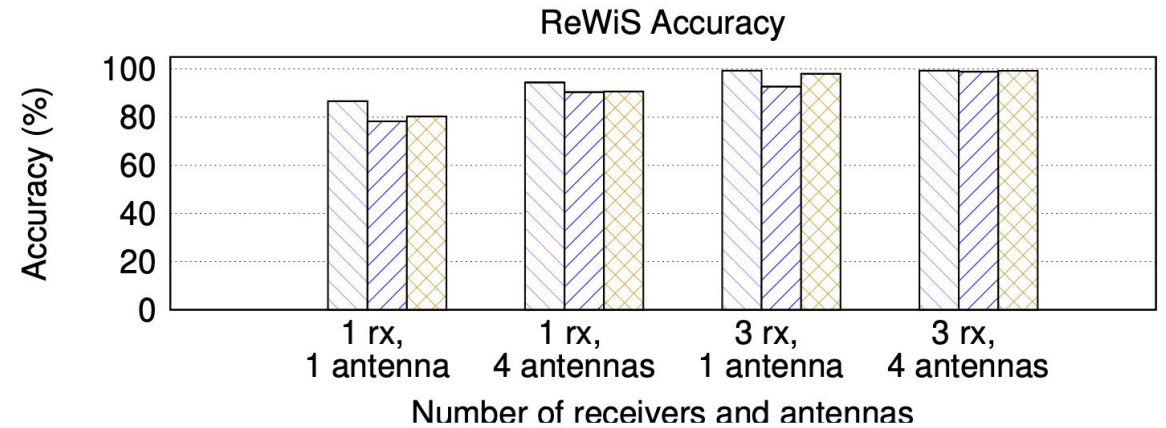 ReWiS Accuracy
Accuracy (%)
100
80
60
40
20
0
1 rx,
1 antenna
1 rx,
4 antennas
3 rx,
1 antenna
3 rx,
4 antennas
Number of receivers and antennas